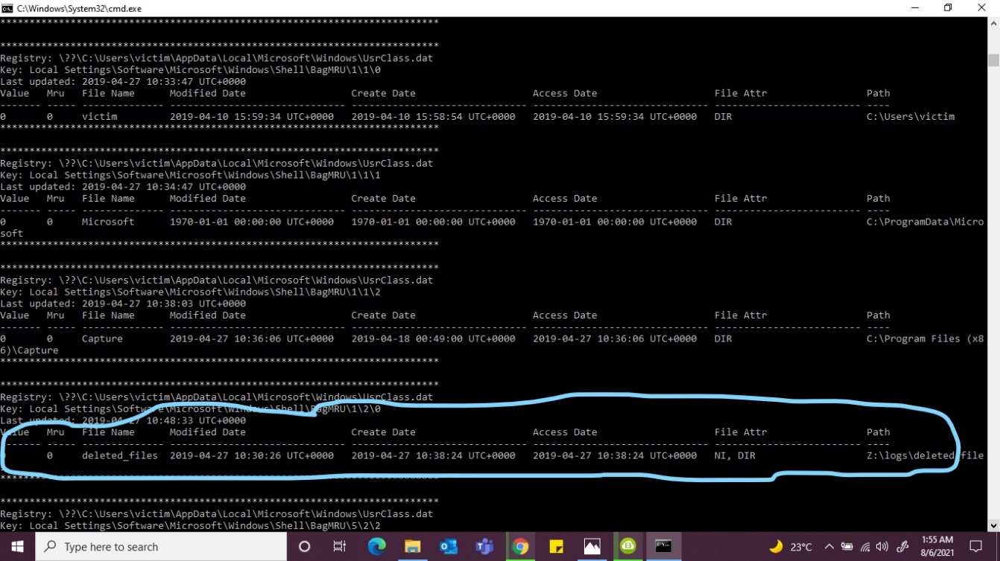 C:\Windows\System32\cmd.exe
***************************************************************************
***************************************************************************
Registry: \??\C:\Users\victim\AppData\Local\Microsoft\Windows\UsrClass.dat
Key: Local Settings\Software\Microsoft\Windows\Shell\BagMRU\1\1\0
Last updated: 2019-04-27 10:33:47 UTC+0000
Value Mru File Name Modified Date Create Date Access Date File Attr Path
------- ----- -------------- ------------------------------ ------------------------------ ------------------------------ ------------------------- ----
0 0 victim 2019-04-10 15:59:34 UTC+0000 2019-04-10 15:58:54 UTC+0000 2019-04-10 15:59:34 UTC+0000 DIR C:\Users\victim
***************************************************************************
***************************************************************************
Registry: \??\C:\Users\victim\AppData\Local\Microsoft\Windows\UsrClass.dat
Key: Local Settings\Software\Microsoft\Windows\Shell\BagMRU\1\1\1
Last updated: 2019-04-27 10:34:47 UTC+0000
Value Mru File Name Modified Date Create Date Access Date File Attr Path
------- ----- -------------- ------------------------------ ------------------------------ ------------------------------ ------------------------- ----
0 0 Microsoft 1970-01-01 00:00:00 UTC+0000 1970-01-01 00:00:00 UTC+0000 1970-01-01 00:00:00 UTC+0000 DIR C:\ProgramData\Micro
soft
***************************************************************************
***************************************************************************
Registry: \??\C:\Users\victim\AppData\Local\Microsoft\Windows\UsrClass.dat
Key: Local Settings\Software\Microsoft\Windows\Shell\BagMRU\1\1\2
Last updated: 2019-04-27 10:38:03 UTC+0000
Value Mru File Name Modified Date Create Date Access Date File Attr Path
------- ----- -------------- ------------------------------ ------------------------------ ------------------------------ ------------------------- ----
0 0 Capture 2019-04-27 10:36:06 UTC+0000 2019-04-18 00:49:00 UTC+0000 2019-04-27 10:36:06 UTC+0000 DIR C:\Program Files (x8
6)\Capture
***************************************************************************
***************************************************************************
Registry: \??\C:\Users\victim\AppData\Local\Microsoft\Windows\UsrClass.dat
Key: Local Settings\Software\Microsoft\Windows\Shell\BagMRU\1\2\0
Last updated: 2019-04-27 10:48:33 UTC+0000
Value Mru File Name Modified Date Create Date Access Date File Attr Path
------- ----- -------------- ------------------------------ ------------------------------ ------------------------------ ------------------------- ----
0 0 deleted_files 2019-04-27 10:30:26 UTC+0000 2019-04-27 10:38:24 UTC+0000 2019-04-27 10:38:24 UTC+0000 NI, DIR Z:\logs\deleted_file
***************************************************************************
***************************************************************************
Registry: \??\C:\Users\victim\AppData\Local\Microsoft\Windows\UsrClass.dat
Key: Local Settings\Software\Microsoft\Windows\Shell\BagMRU\5\2\2
Type here to search
23°C
1:55 AM
8/6/2021